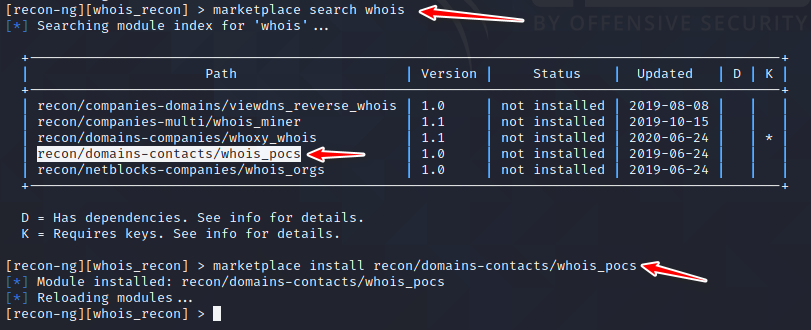 [recon-ng][whois_recon] > marketplace search whois
[*] Searching module index for 'whois'...
BY OFFENSIVE SECURITY
| Path | Version | Status | Updated | D | K |
| recon/companies-domains/viewdns_reverse_whois | 1.0 | not installed | 2019-08-08 | | |
| recon/companies-multi/whois_miner | 1.1 | not installed | 2019-10-15 | | |
| recon/domains-companies/whoxy_whois | 1.1 | not installed | 2020-06-24 | | * |
| recon/domains-contacts/whois_pocs | 1.0 | not installed | 2019-06-24 | | |
| recon/netblocks-companies/whois_orgs | 1.0 | not installed | 2019-06-24 | | |
D = Has dependencies. See info for details.
K = Requires keys. See info for details.
[recon-ng][whois_recon] > marketplace install recon/domains-contacts/whois_pocs
[*] Module installed: recon/domains-contacts/whois_pocs
[*] Reloading modules...
[recon-ng][whois_recon] >